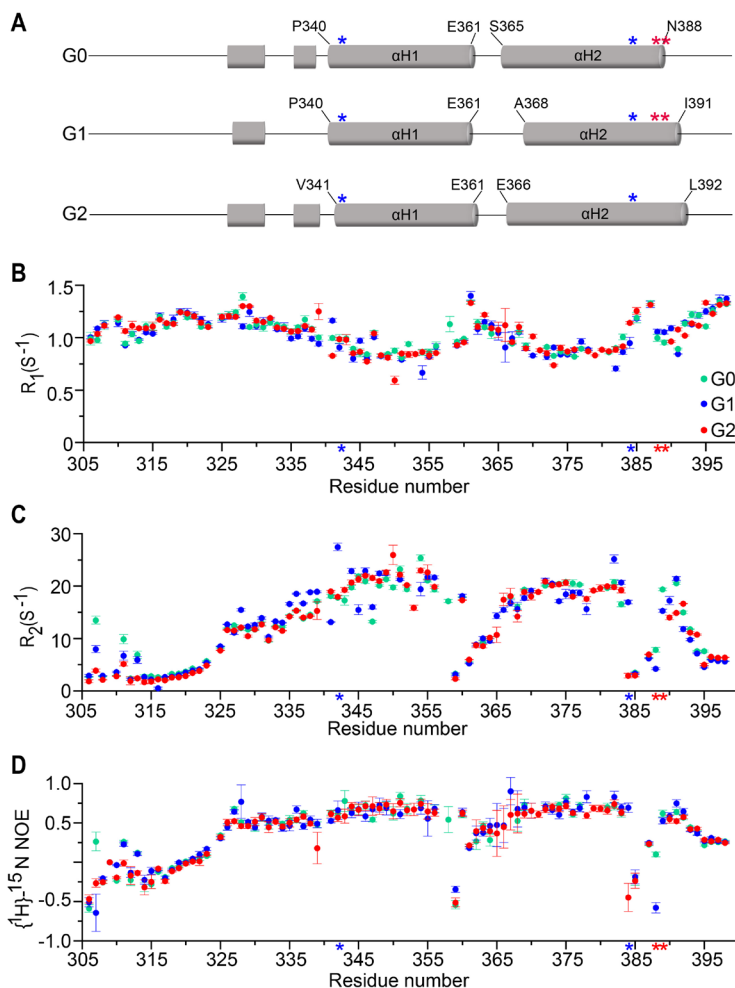 A
P340
*
E361
S365
*
**
N388
G0
αH1
αH2
P340
*
E361
A368
*
**
I391
G1
αH1
αH2
V341
*
E361
E366
*
L392
G2
αH1
αH2
B
1.5
1.0
0.5
0
R1(S-1)
G0
G1
G2
305 315 325 335 345 355 365 375 385 395
* * **
Residue number
C
30
20
10
0
R2(S-1)
305 315 325 335 345 355 365 375 385 395
* * **
Residue number
D
1.0
0.5
0
-0.5
-1.0
{1H}-15N NOE
305 315 325 335 345 355 365 375 385 395
* * **
Residue number